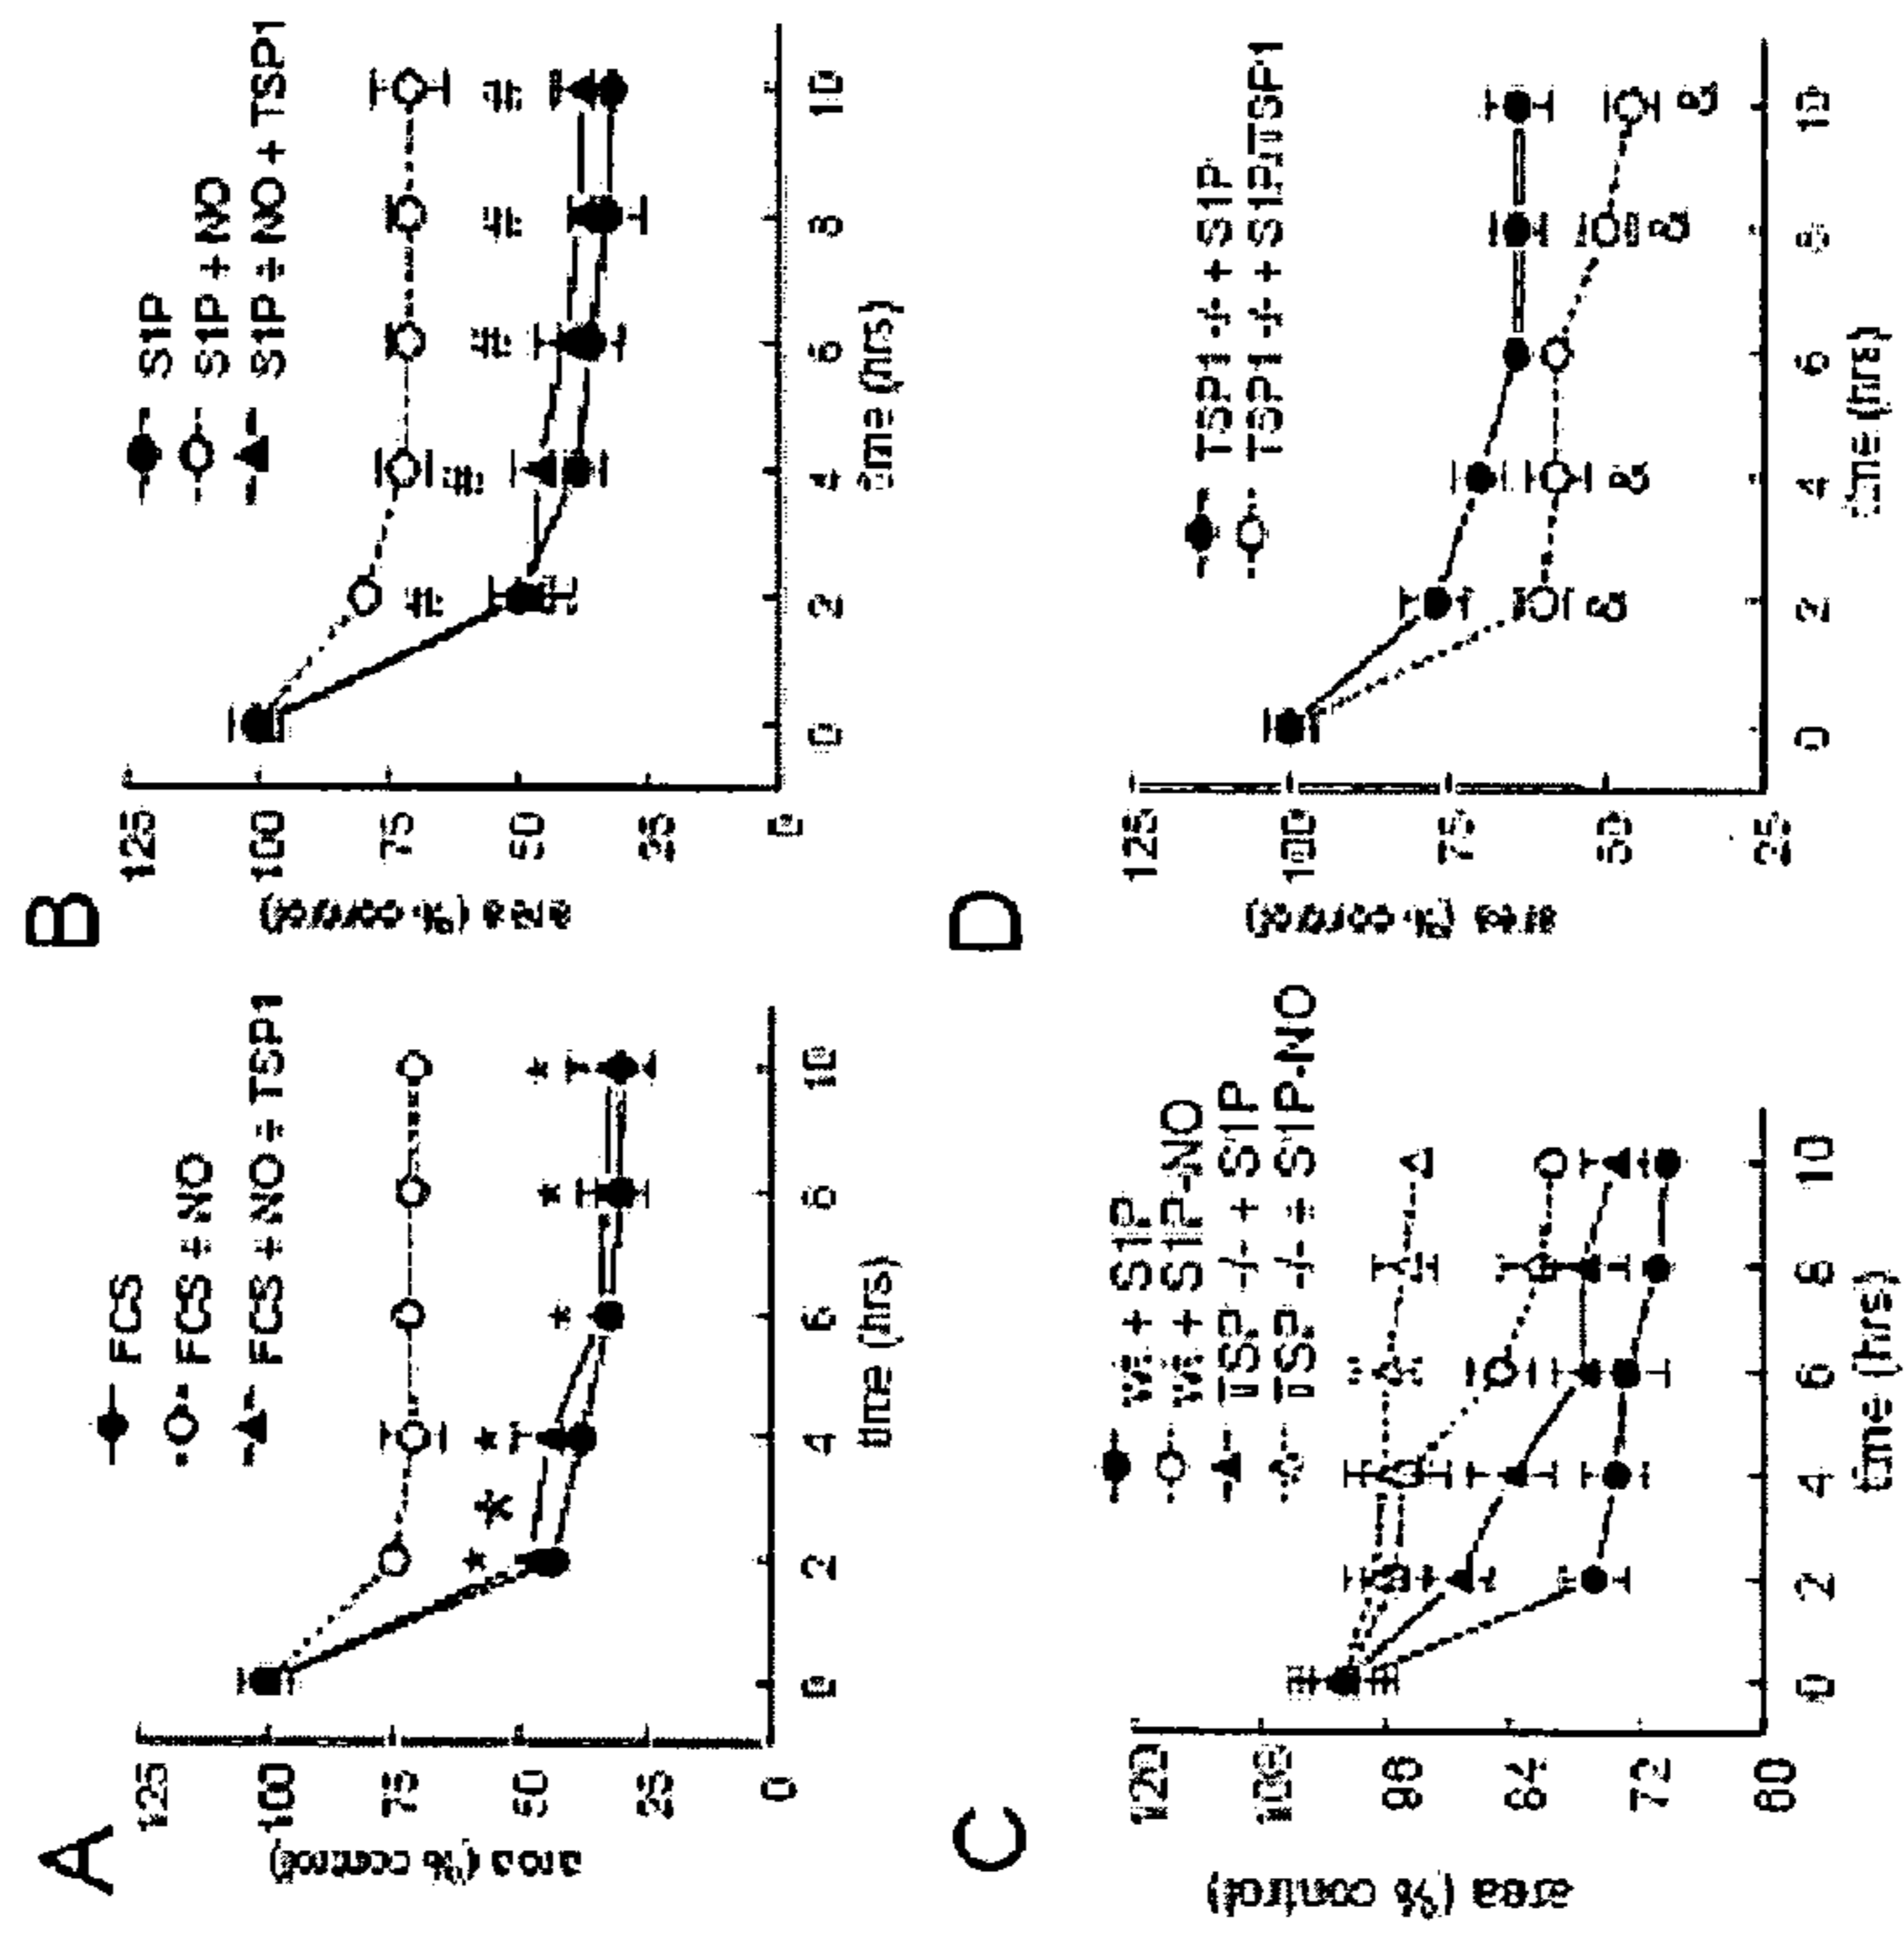 A
FCS
FCS + NO
FCS + NO = TSP1
area (% control)
125
100
75
50
25
0
0 2 4 6 8 10
time (hrs)
* * * * * *
B
S1P
S1P + NO
S1P + NO + TSP1
area (% control)
125
100
75
50
25
0
0 2 4 6 8 10
time (hrs)
# # # # #
C
wt + S1P
wt + S1P-NO
TSP -/- + S1P
TSP -/- = S1P-NO
area (% control)
120
108
96
84
72
60
0 2 4 6 8 10
time (hrs)
D
TSP1 -/- + S1P
TSP1 -/- + S1P/TSP1
area (% control)
125
100
75
50
25
0 2 4 6 8 10
time (hrs)
& & & &